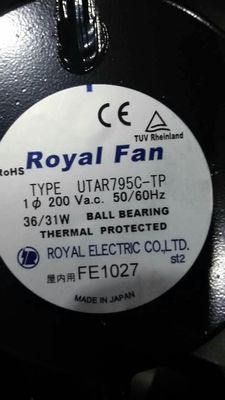 RoHS
CE
TUV Rheinland
Royal Fan
TYPE UTAR795C-TP
1ϕ 200 Va.c. 50/60Hz
36/31W BALL BEARING
THERMAL PROTECTED
ROYAL ELECTRIC CO.,LTD.
st2
屋内用 FE1027
MADE IN JAPAN